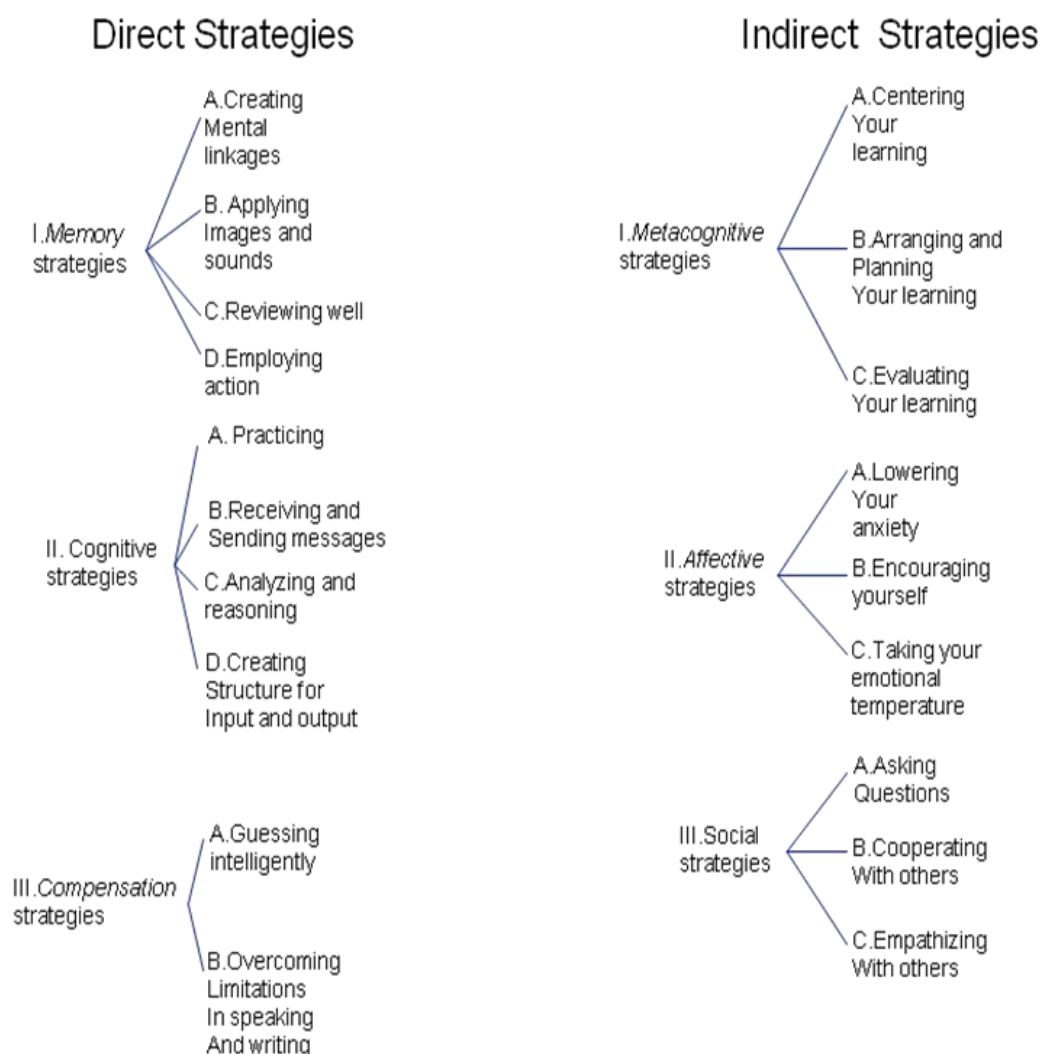 Direct Strategies
A.Creating
Mental
linkages
B. Applying
Images and
sounds
I.Memory
strategies
C.Reviewing well
D.Employing
action
A. Practicing
B.Receiving and
Sending messages
II. Cognitive
strategies
C.Analyzing and
reasoning
D.Creating
Structure for
Input and output
A.Guessing
intelligently
III.Compensation
strategies
B.Overcoming
Limitations
In speaking
And writing
Indirect Strategies
A.Centering
Your
learning
I.Metacognitive
strategies
B.Arranging and
Planning
Your learning
C.Evaluating
Your learning
A.Lowering
Your
anxiety
II.Affective
strategies
B.Encouraging
yourself
C.Taking your
emotional
temperature
A.Asking
Questions
III.Social
strategies
B.Cooperating
With others
C.Empathizing
With others